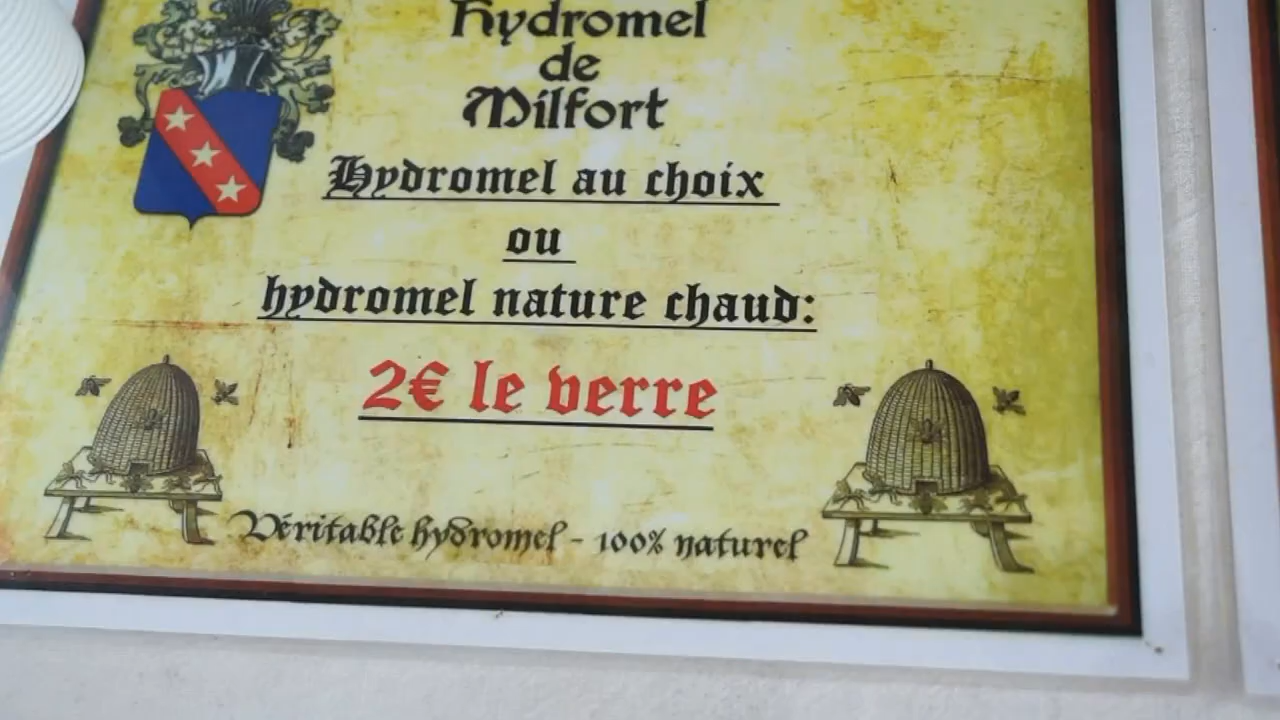 Hydromel
de
Milfort
Hydromel au choix
ou
hydromel nature chaud:
2€ le verre
Véritable hydromel - 100% naturel